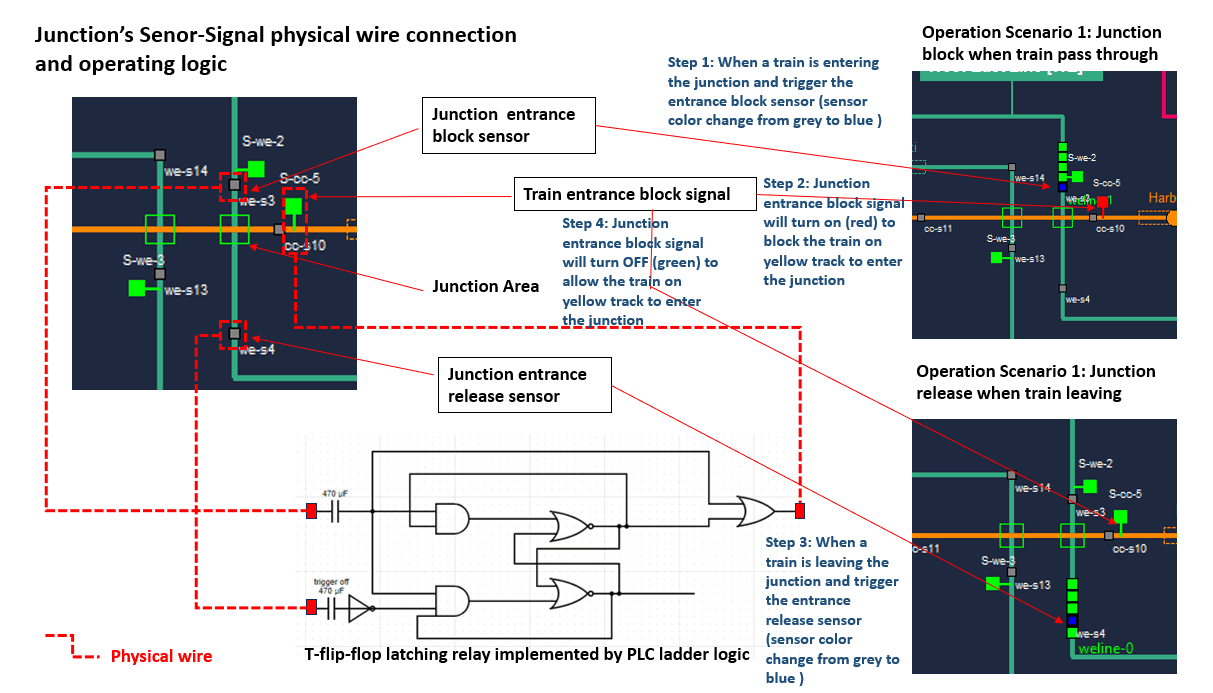 Junction's Senor-Signal physical wire connection
and operating logic
S-we-2
we-s14
S-cc-5
we-s3
cc-s10
S-we-3
we-s13
we-s4
Junction entrance
block sensor
Train entrance block signal
Junction Area
Junction entrance
release sensor
Step 1: When a train is entering
the junction and trigger the
entrance block sensor (sensor
color change from grey to blue )
Step 2: Junction
entrance block signal
will turn on (red) to
block the train on
yellow track to enter
the junction
Step 4: Junction
entrance block signal
will turn OFF (green) to
allow the train on
yellow track to enter
the junction
Operation Scenario 1: Junction
block when train pass through
S-we-2
we-s14
S-cc-5
we-s3
Harb
cc-s11
cc-s10
S-we-3
we-s13
we-s4
Operation Scenario 1: Junction
release when train leaving
S-we-2
we-s14
S-cc-5
we-s3
c-s11
cc-s10
S-we-3
we-s13
we-s4
weline-0
470 μF
trigger off
470 μF
Step 3: When a
train is leaving the
junction and trigger
the entrance
release sensor
(sensor color
change from grey to
blue )
T-flip-flop latching relay implemented by PLC ladder logic
Physical wire